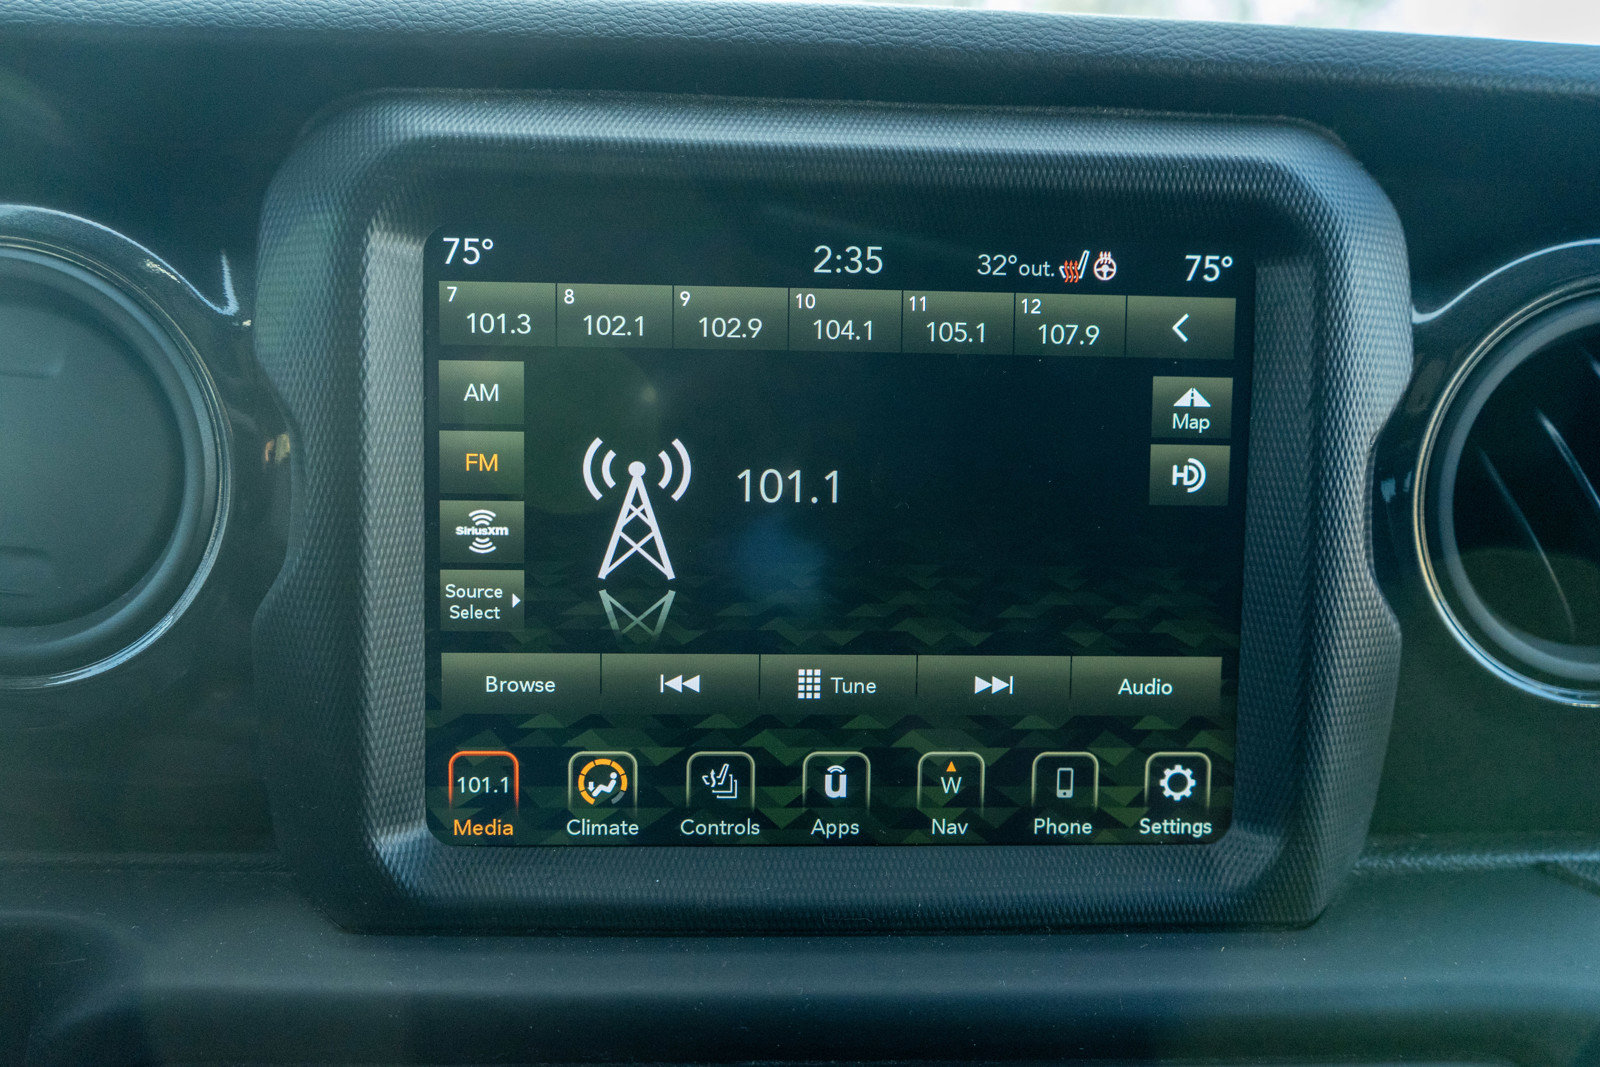 75° 2:35 32°out. 75°
7 8 9 10 11 12
101.3 102.1 102.9 104.1 105.1 107.9
AM
Map
FM
HD
101.1
SiriusXM
Source
Select
Browse Tune Audio
101.1 u W
Media Climate Controls Apps Nav Phone Settings